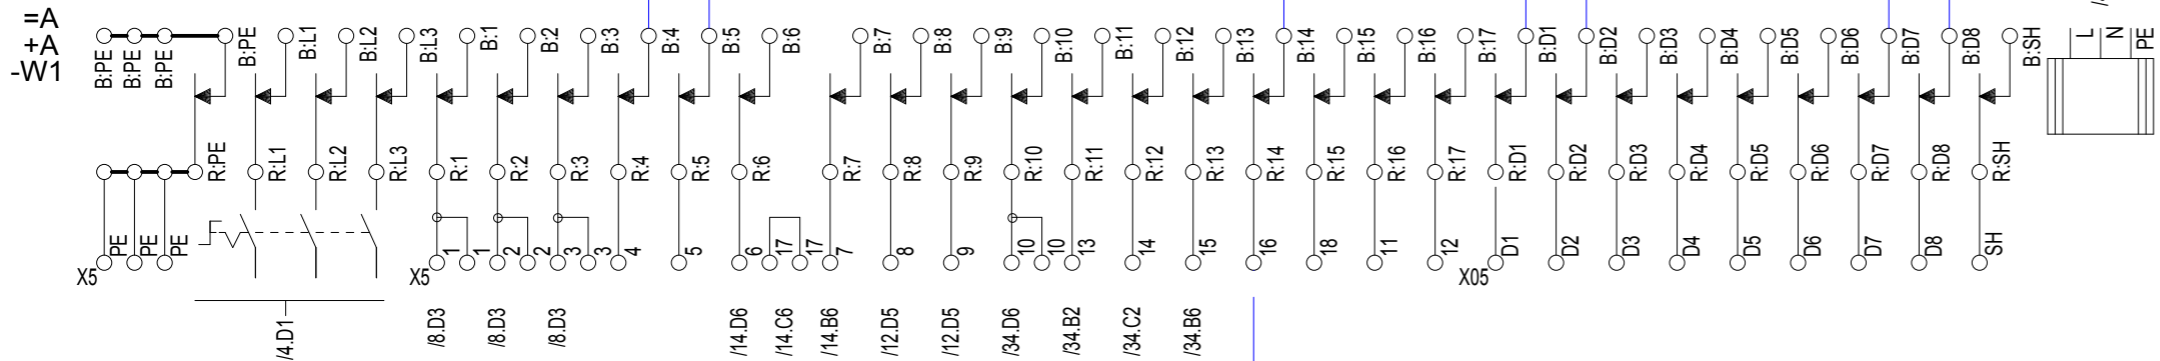 =A
+A
-W1
B:PE
B:PE
B:PE
B:PE
B:L1
B:L2
B:L3
B:1
B:2
B:3
B:4
B:5
B:6
B:7
B:8
B:9
B:10
B:11
B:12
B:13
B:14
B:15
B:16
B:17
B:D1
B:D2
B:D3
B:D4
B:D5
B:D6
B:D7
B:D8
B:SH
L
N
PE
R:PE
R:L1
R:L2
R:L3
R:1
R:2
R:3
R:4
R:5
R:6
R:7
R:8
R:9
R:10
R:11
R:12
R:13
R:14
R:15
R:16
R:17
R:D1
R:D2
R:D3
R:D4
R:D5
R:D6
R:D7
R:D8
R:SH
X5
PE
PE
PE
X5
1
1
2
2
3
3
4
5
6
17
17
7
8
9
10
10
13
14
15
16
18
11
12
X05
D1
D2
D3
D4
D5
D6
D7
D8
SH
/4.D1
/8.D3
/8.D3
/8.D3
/14.D6
/14.C6
/14.B6
/12.D5
/12.D5
/34.D6
/34.B2
/34.C2
/34.B6